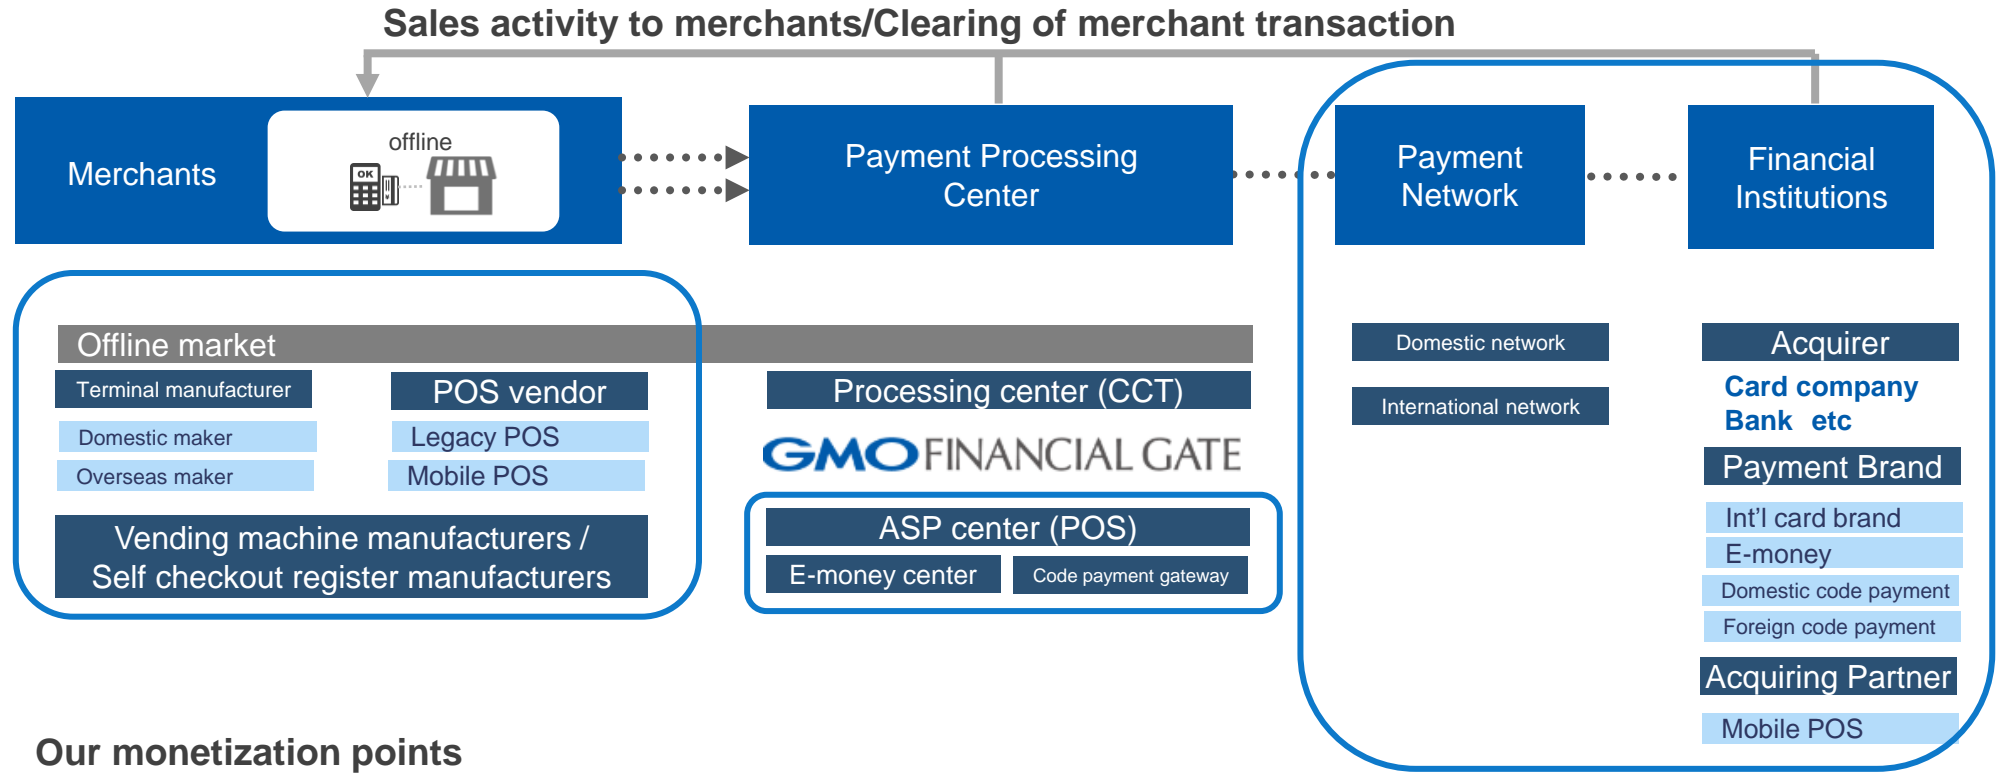 Sales activity to merchants/Clearing of merchant transaction
Merchants
offline
OK
Payment Processing
Center
Payment
Network
Financial
Institutions
Offline market
Terminal manufacturer
Domestic maker
Overseas maker
POS vendor
Legacy POS
Mobile POS
Vending machine manufacturers /
Self checkout register manufacturers
Processing center (CCT)
GMO FINANCIAL GATE
ASP center (POS)
E-money center
Code payment gateway
Domestic network
International network
Acquirer
Card company
Bank etc
Payment Brand
Int’l card brand
E-money
Domestic code payment
Foreign code payment
Acquiring Partner
Mobile POS
Our monetization points